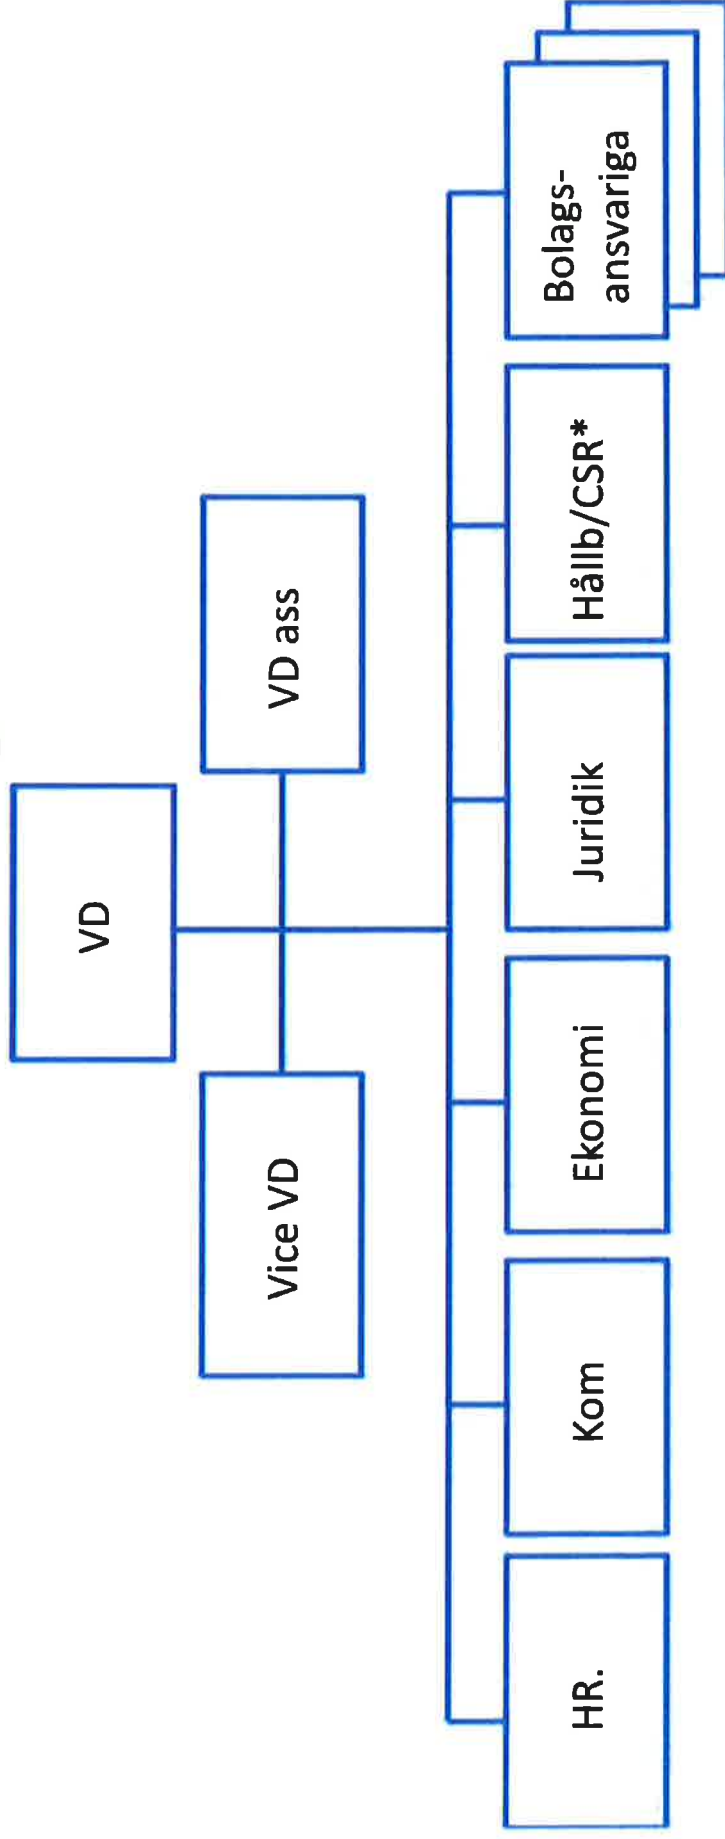 VD
Vice VD
VD ass
HR.
Kom
Ekonomi
Juridik
Hållb/CSR*
Bolags-
ansvariga